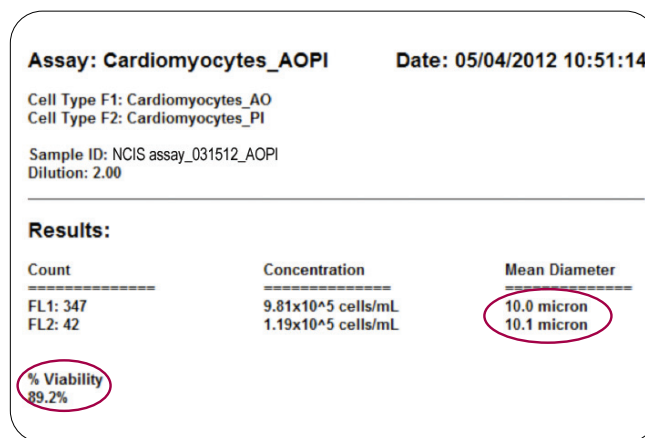 Assay: Cardiomyocytes_AOPI Date: 05/04/2012 10:51:14
Cell Type F1: Cardiomyocytes_AO
Cell Type F2: Cardiomyocytes_PI
Sample ID: NCIS assay_031512_AOPI
Dilution: 2.00
Results:
Count Concentration Mean Diameter
============== ============== ==============
FL1: 347 9.81x10^5 cells/mL 10.0 micron
FL2: 42 1.19x10^5 cells/mL 10.1 micron
% Viability
89.2%